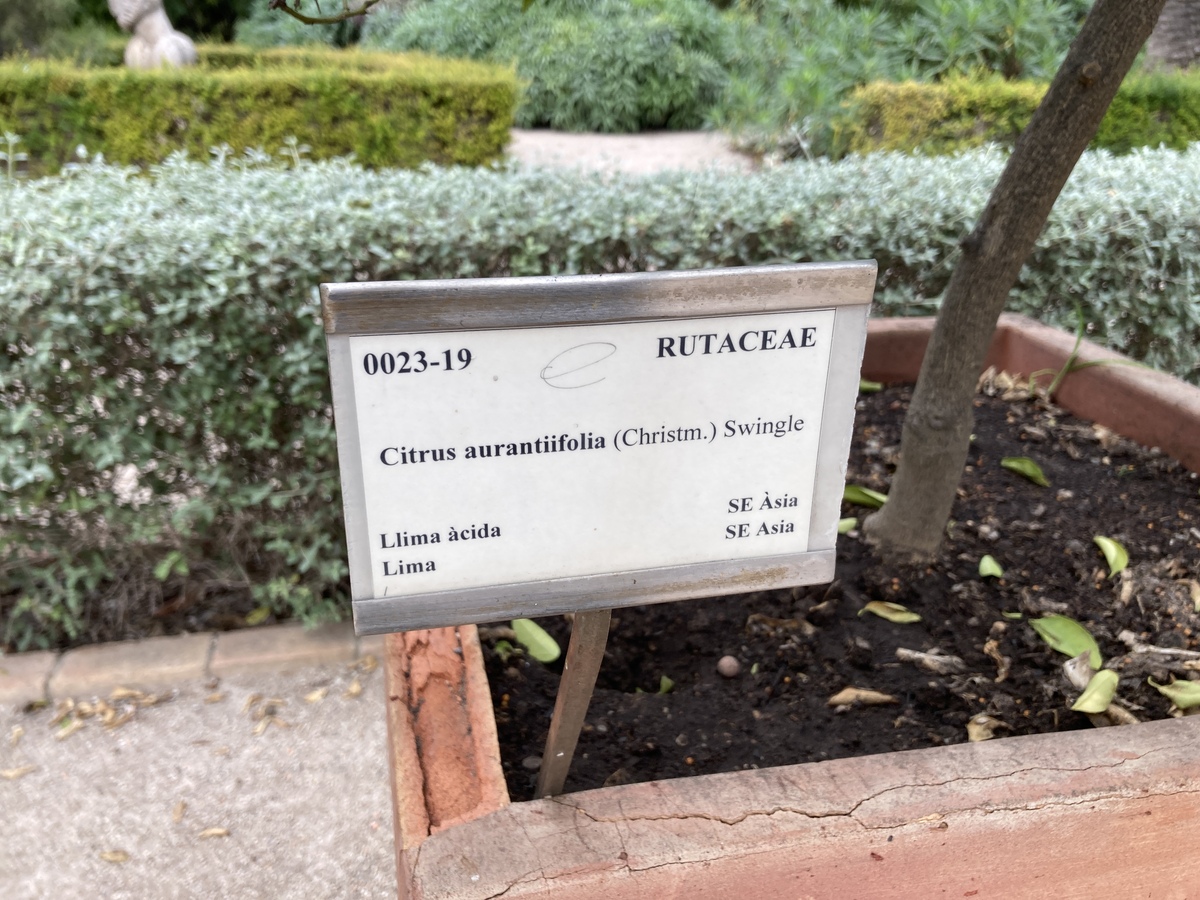 0023-19 RUTACEAE
Citrus aurantiifolia (Christm.) Swingle
SE Àsia
Llima àcida SE Asia
Lima